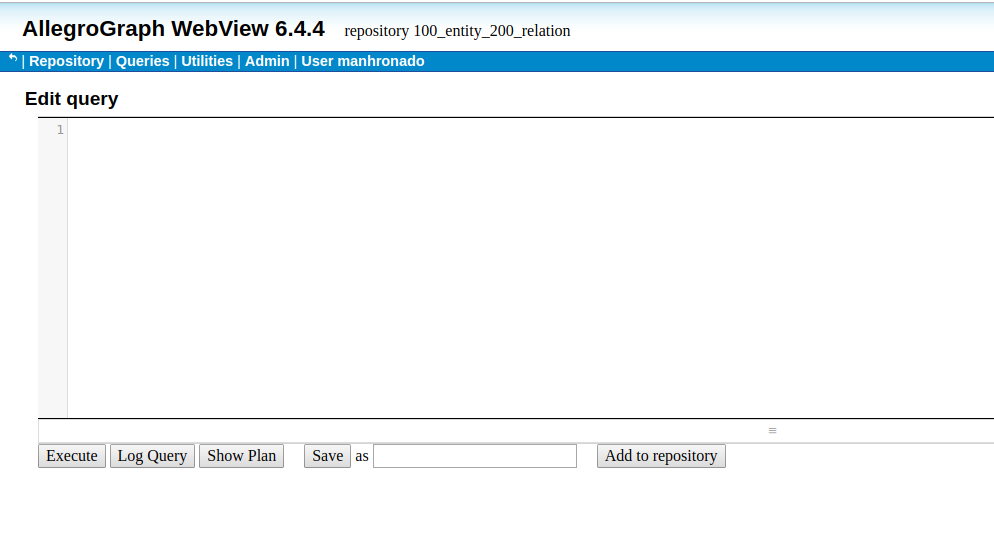 AllegroGraph WebView 6.4.4 repository 100_entity_200_relation
| Repository | Queries | Utilities | Admin | User manhronado
Edit query
1
Execute Log Query Show Plan Save as Add to repository